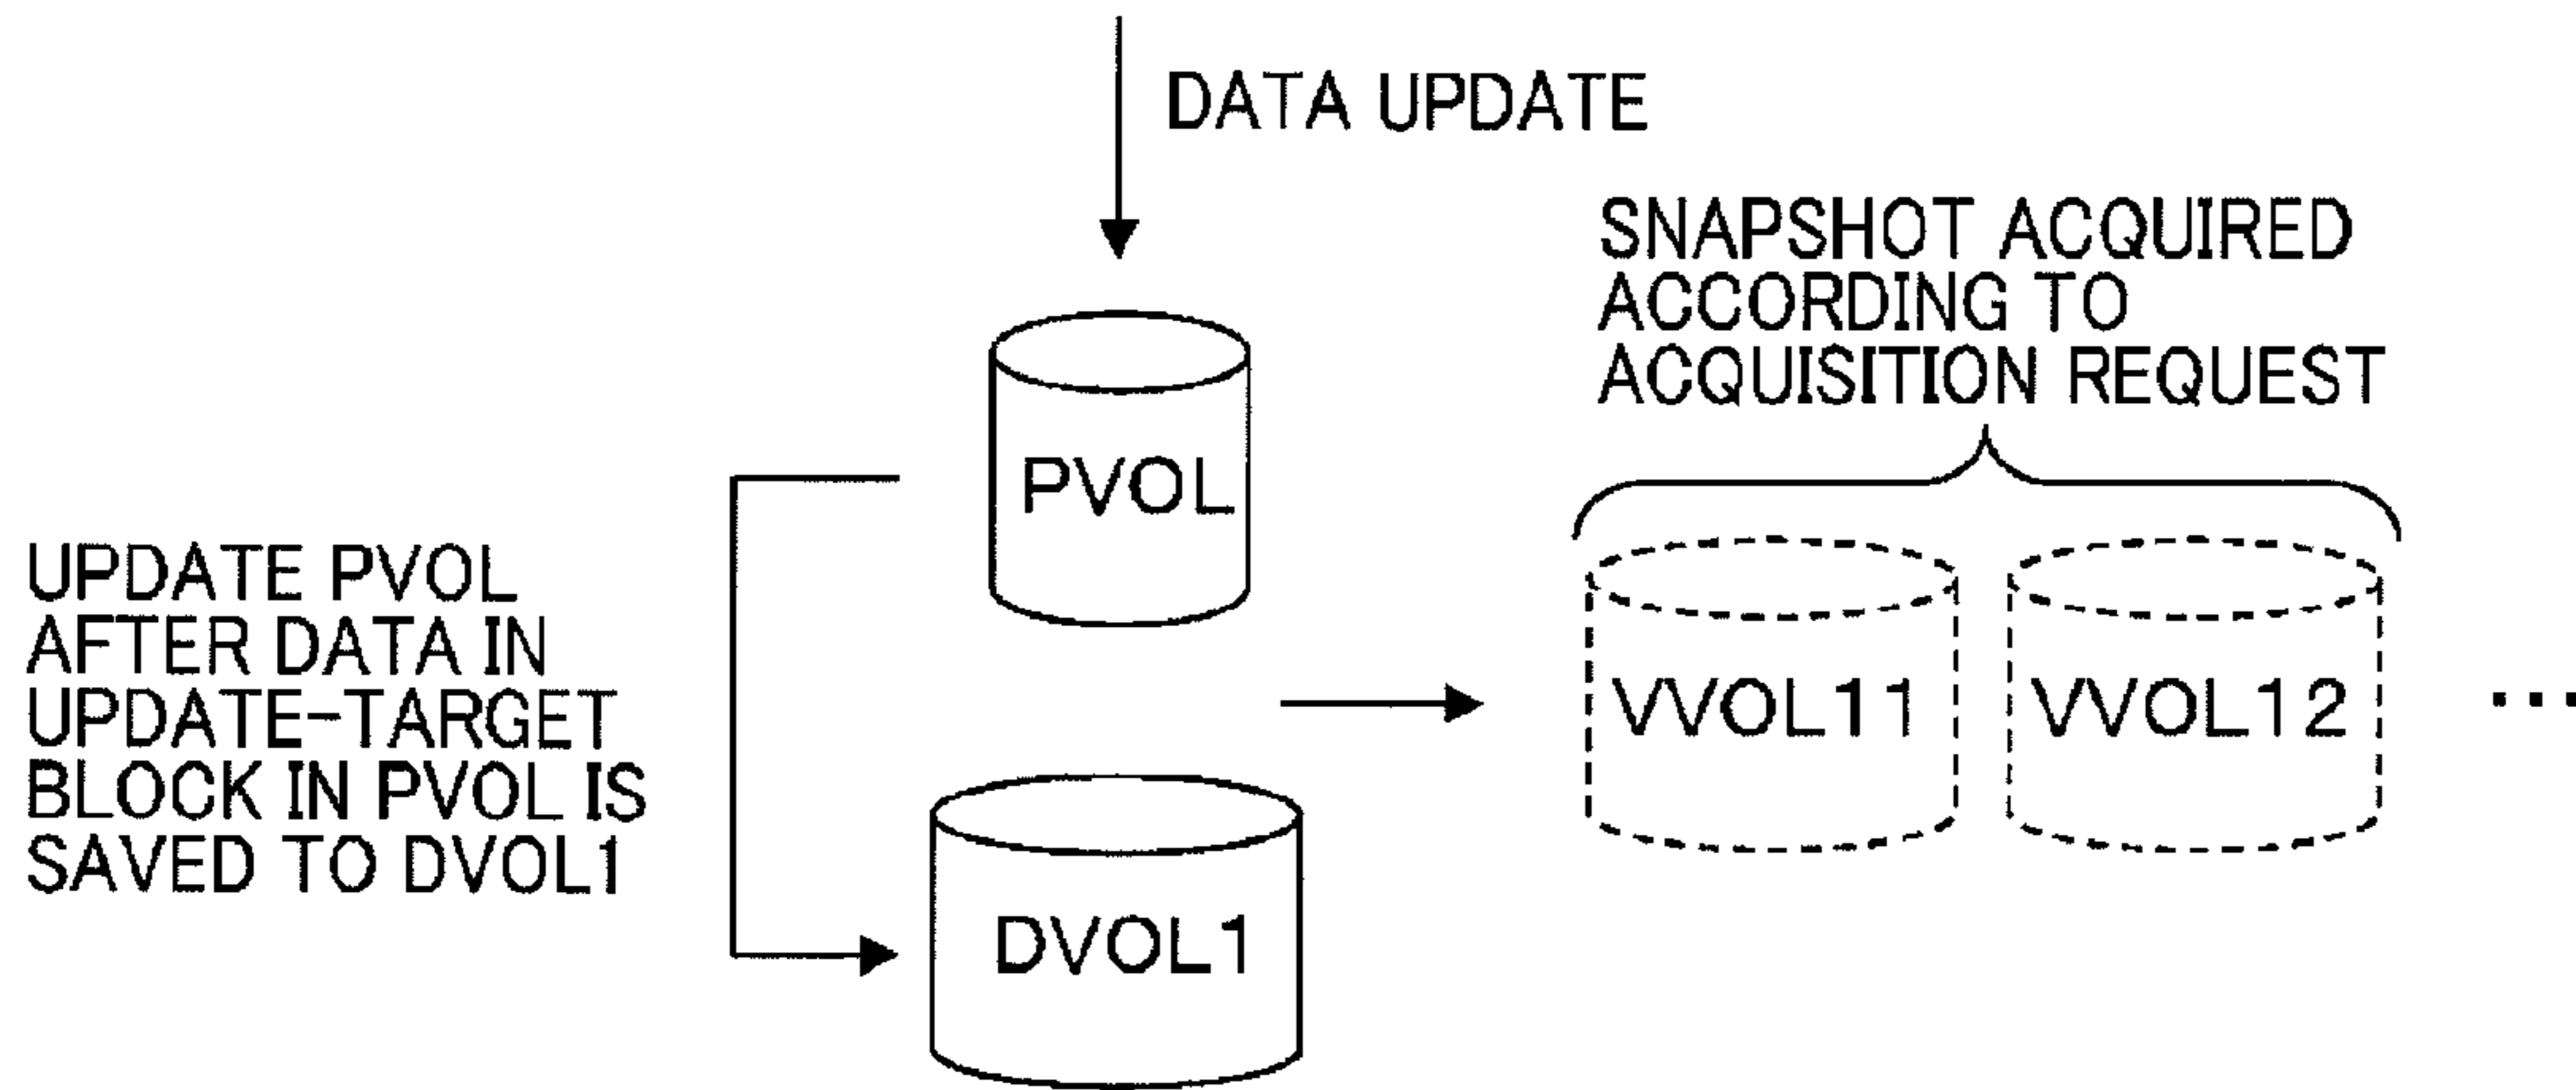 DATA UPDATE
SNAPSHOT ACQUIRED
ACCORDING TO
ACQUISITION REQUEST
PVOL
UPDATE PVOL
AFTER DATA IN
UPDATE-TARGET
BLOCK IN PVOL IS
SAVED TO DVOL1
VVOL11
VVOL12
...
DVOL1